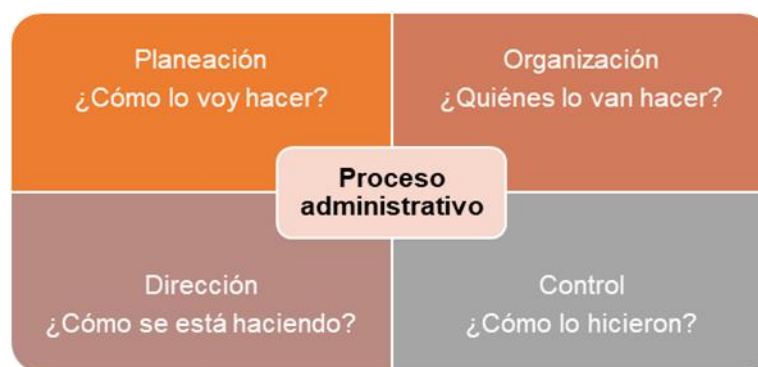 Planeación
¿Cómo lo voy hacer?
Organización
¿Quiénes lo van hacer?
Proceso
administrativo
Dirección
¿Cómo se está haciendo?
Control
¿Cómo lo hicieron?